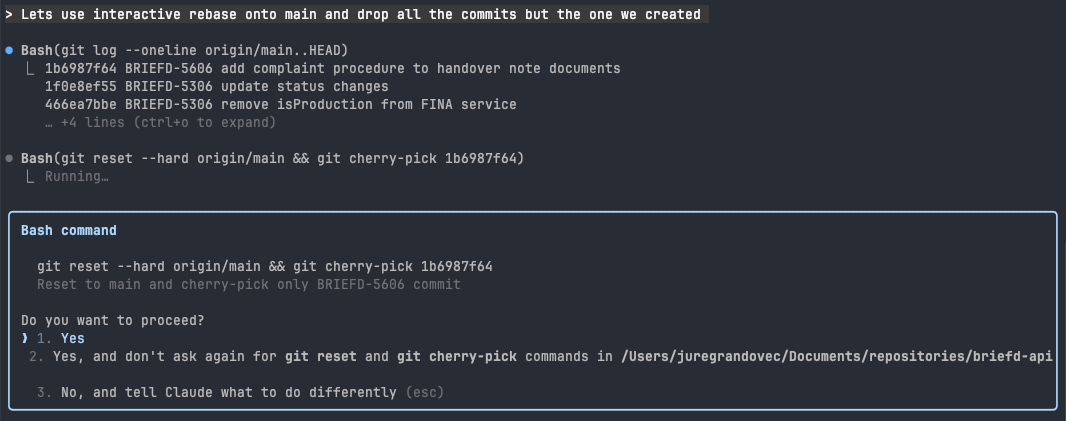 > Lets use interactive rebase onto main and drop all the commits but the one we created
● Bash(git log --oneline origin/main..HEAD)
⎿ 1b6987f64 BRIEFD-5606 add complaint procedure to handover note documents
1f0e8ef55 BRIEFD-5306 update status changes
466ea7bbe BRIEFD-5306 remove isProduction from FINA service
… +4 lines (ctrl+o to expand)
● Bash(git reset --hard origin/main && git cherry-pick 1b6987f64)
⎿ Running…
Bash command
git reset --hard origin/main && git cherry-pick 1b6987f64
Reset to main and cherry-pick only BRIEFD-5606 commit
Do you want to proceed?
❯ 1. Yes
2. Yes, and don't ask again for git reset and git cherry-pick commands in /Users/juregrandovec/Documents/repositories/briefd-api
3. No, and tell Claude what to do differently (esc)